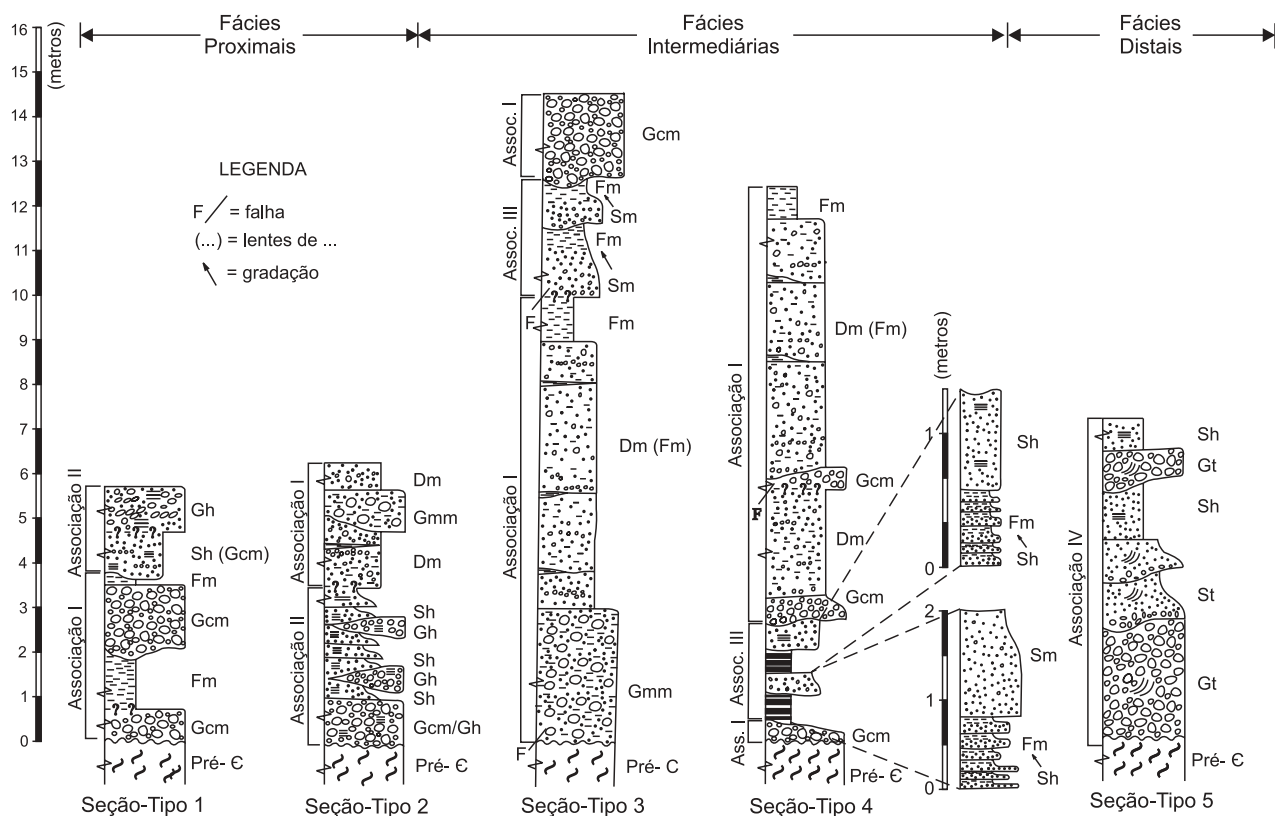 Fácies
Proximais
Fácies
Intermediárias
Fácies
Distais
16
15
14
13
12
11
10
9
8
7
6
5
4
3
2
1
0
(metros)
LEGENDA
F = falha
(...) = lentes de ...
= gradação
Associação II
Associação I
Gh
Sh (Gcm)
Fm
Gcm
Fm
Gcm
? ? ?
? ?
Pré- Є
Seção-Tipo 1
Associação I
Associação II
Dm
Gmm
Dm
? ?
Sh
Gh
Sh
Gh
Sh
Gcm/Gh
Pré- Є
Seção-Tipo 2
Assoc. I
Assoc. III
Associação I
Gcm
Fm
Sm
Fm
Sm
? ?
F
Fm
Dm (Fm)
Gmm
F
Pré- C
Seção-Tipo 3
Associação I
Assoc. III
Ass. I
Fm
Dm (Fm)
Gcm
? ? ? ?
F
Dm
Gcm
Gcm
Pré- Є
Seção-Tipo 4
(metros)
1
0
Sh
Fm
Sh
2
1
0
Sm
Fm
Sh
Associação IV
Sh
Gt
Sh
St
Gt
Pré- Є
Seção-Tipo 5